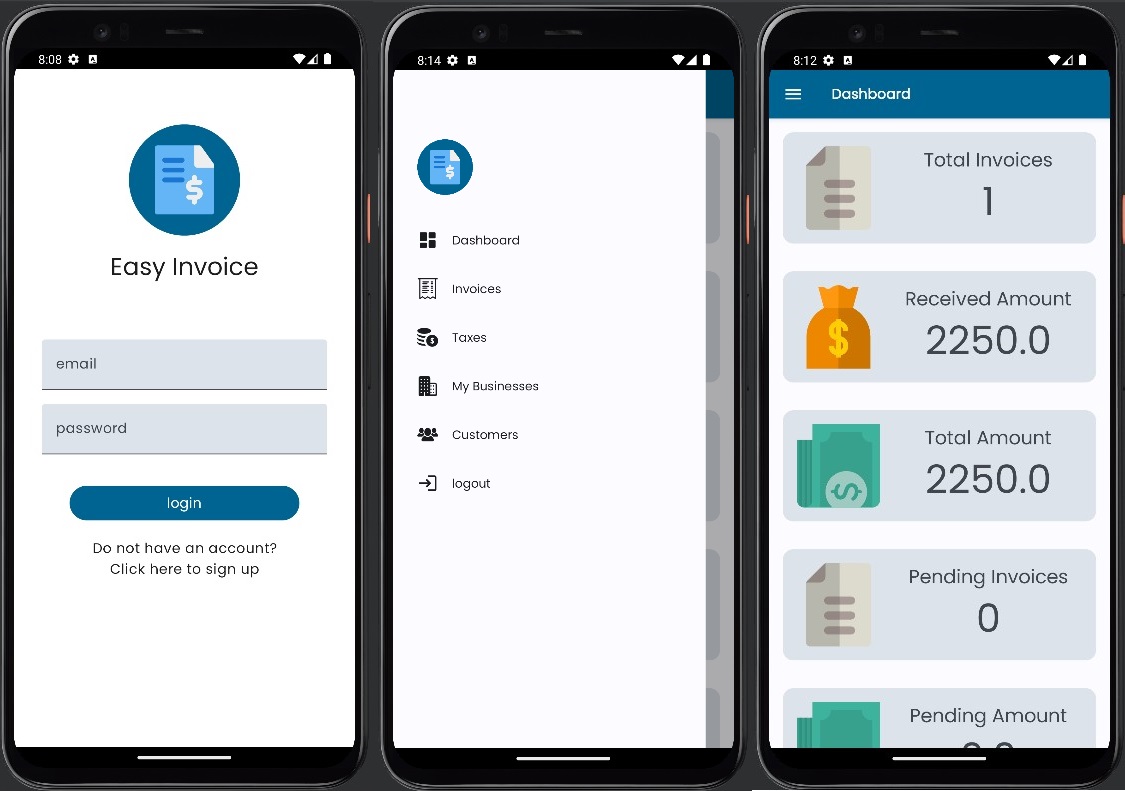 8:08
Easy Invoice
email
password
login
Do not have an account?
Click here to sign up
8:14
Dashboard
Invoices
Taxes
My Businesses
Customers
logout
8:12
Dashboard
Total Invoices
1
Received Amount
2250.0
Total Amount
2250.0
Pending Invoices
0
Pending Amount